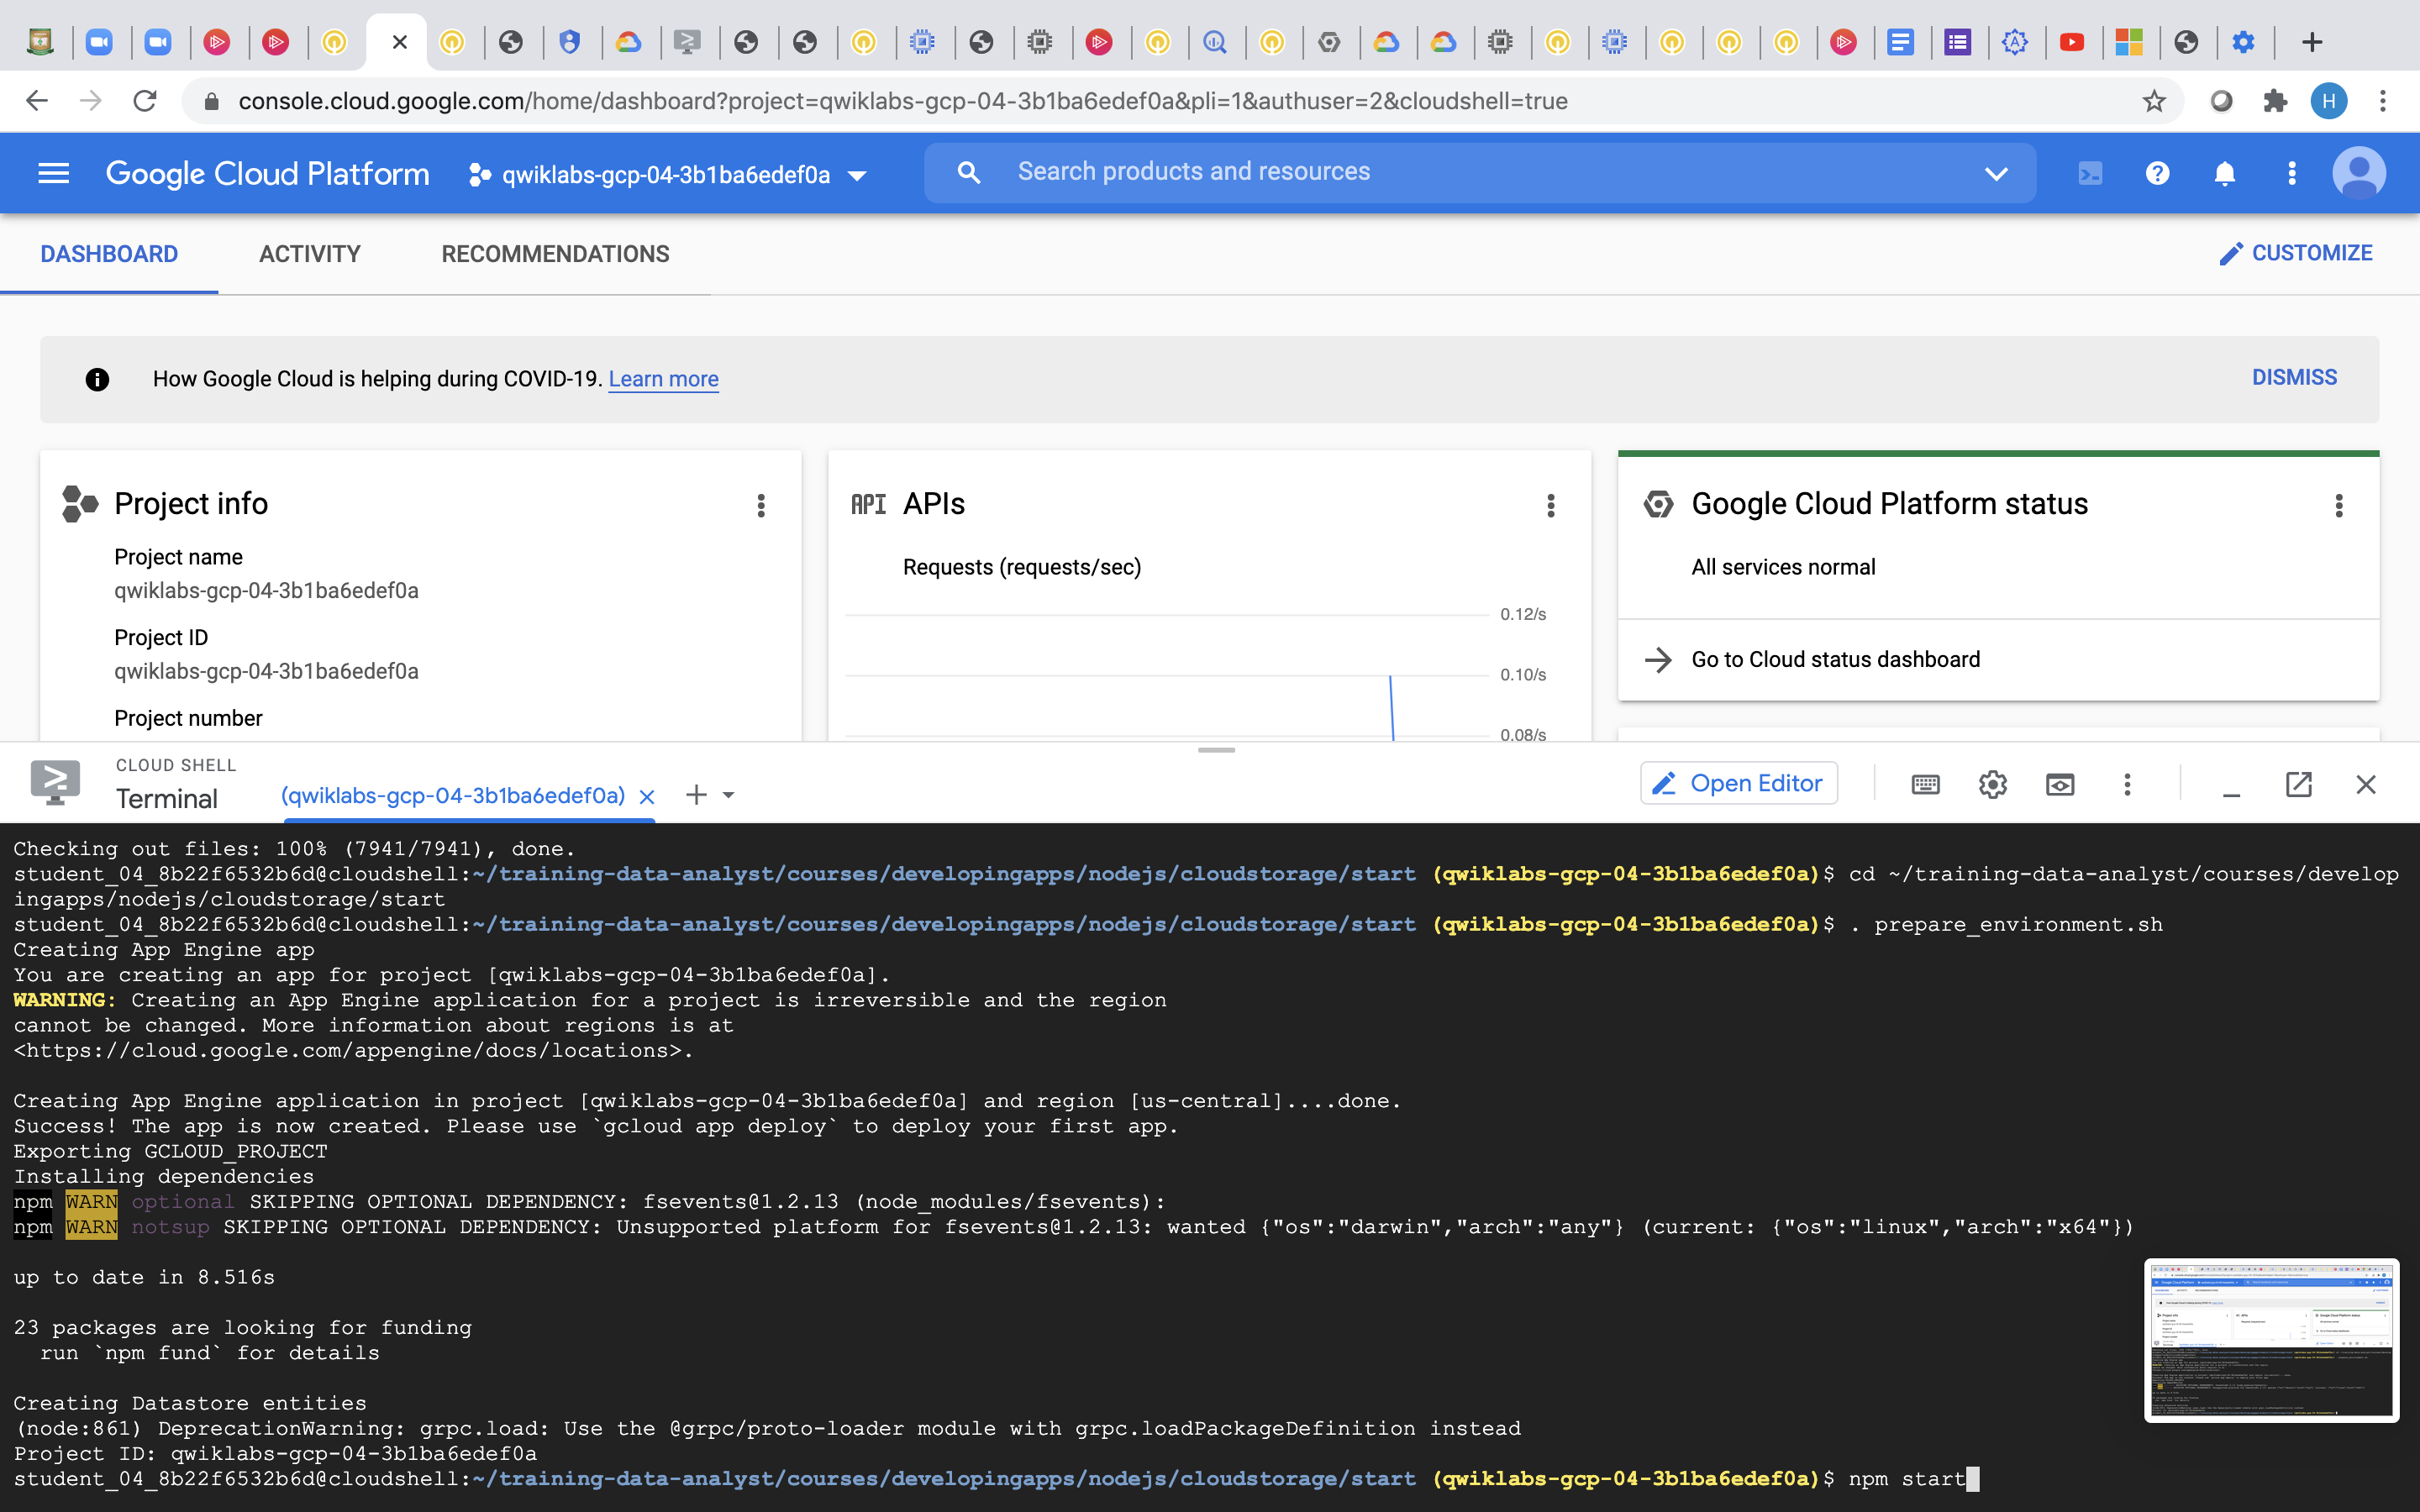 console.cloud.google.com/home/dashboard?project=qwiklabs-gcp-04-3b1ba6edef0a&pli=1&authuser=2&cloudshell=true
H
Google Cloud Platform
qwiklabs-gcp-04-3b1ba6edef0a
Search products and resources
DASHBOARD
ACTIVITY
RECOMMENDATIONS
CUSTOMIZE
How Google Cloud is helping during COVID-19. Learn more
DISMISS
Project info
Project name
qwiklabs-gcp-04-3b1ba6edef0a
Project ID
qwiklabs-gcp-04-3b1ba6edef0a
Project number
API APIs
Requests (requests/sec)
0.12/s
0.10/s
0.08/s
Google Cloud Platform status
All services normal
Go to Cloud status dashboard
CLOUD SHELL
Terminal
(qwiklabs-gcp-04-3b1ba6edef0a)
Open Editor
Checking out files: 100% (7941/7941), done.
student_04_8b22f6532b6d@cloudshell:~/training-data-analyst/courses/developingapps/nodejs/cloudstorage/start (qwiklabs-gcp-04-3b1ba6edef0a)$ cd ~/training-data-analyst/courses/develop
ingapps/nodejs/cloudstorage/start
student_04_8b22f6532b6d@cloudshell:~/training-data-analyst/courses/developingapps/nodejs/cloudstorage/start (qwiklabs-gcp-04-3b1ba6edef0a)$ . prepare_environment.sh
Creating App Engine app
You are creating an app for project [qwiklabs-gcp-04-3b1ba6edef0a].
WARNING: Creating an App Engine application for a project is irreversible and the region
cannot be changed. More information about regions is at
<https://cloud.google.com/appengine/docs/locations>.
Creating App Engine application in project [qwiklabs-gcp-04-3b1ba6edef0a] and region [us-central]....done.
Success! The app is now created. Please use `gcloud app deploy` to deploy your first app.
Exporting GCLOUD_PROJECT
Installing dependencies
npm WARN optional SKIPPING OPTIONAL DEPENDENCY: fsevents@1.2.13 (node_modules/fsevents):
npm WARN notsup SKIPPING OPTIONAL DEPENDENCY: Unsupported platform for fsevents@1.2.13: wanted {"os":"darwin","arch":"any"} (current: {"os":"linux","arch":"x64"})
up to date in 8.516s
23 packages are looking for funding
run `npm fund` for details
Creating Datastore entities
(node:861) DeprecationWarning: grpc.load: Use the @grpc/proto-loader module with grpc.loadPackageDefinition instead
Project ID: qwiklabs-gcp-04-3b1ba6edef0a
student_04_8b22f6532b6d@cloudshell:~/training-data-analyst/courses/developingapps/nodejs/cloudstorage/start (qwiklabs-gcp-04-3b1ba6edef0a)$ npm start